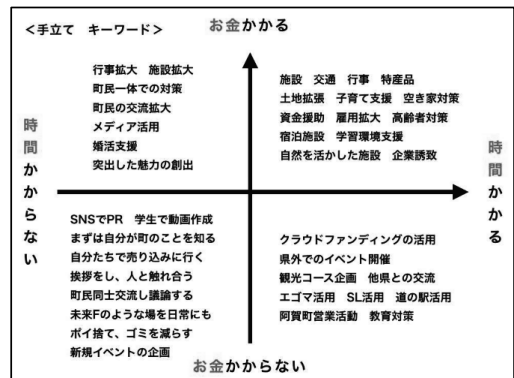 ＜手立て　キーワード＞
お金かかる
行事拡大　施設拡大
町民一体での対策
町民の交流拡大
メディア活用
婚活支援
突出した魅力の創出
施設　交通　行事　特産品
土地拡張　子育て支援　空き家対策
資金援助　雇用拡大　高齢者対策
宿泊施設　学習環境支援
自然を活かした施設　企業誘致
時間かからない
時間かかる
SNSでPR　学生で動画作成
まずは自分が町のことを知る
自分たちで売り込みに行く
挨拶をし、人と触れ合う
町民同士交流し議論する
未来Fのような場を日常にも
ポイ捨て、ゴミを減らす
新規イベントの企画
クラウドファンディングの活用
県外でのイベント開催
観光コース企画　他県との交流
エゴマ活用　SL活用　道の駅活用
阿賀町営業活動　教育対策
お金かからない